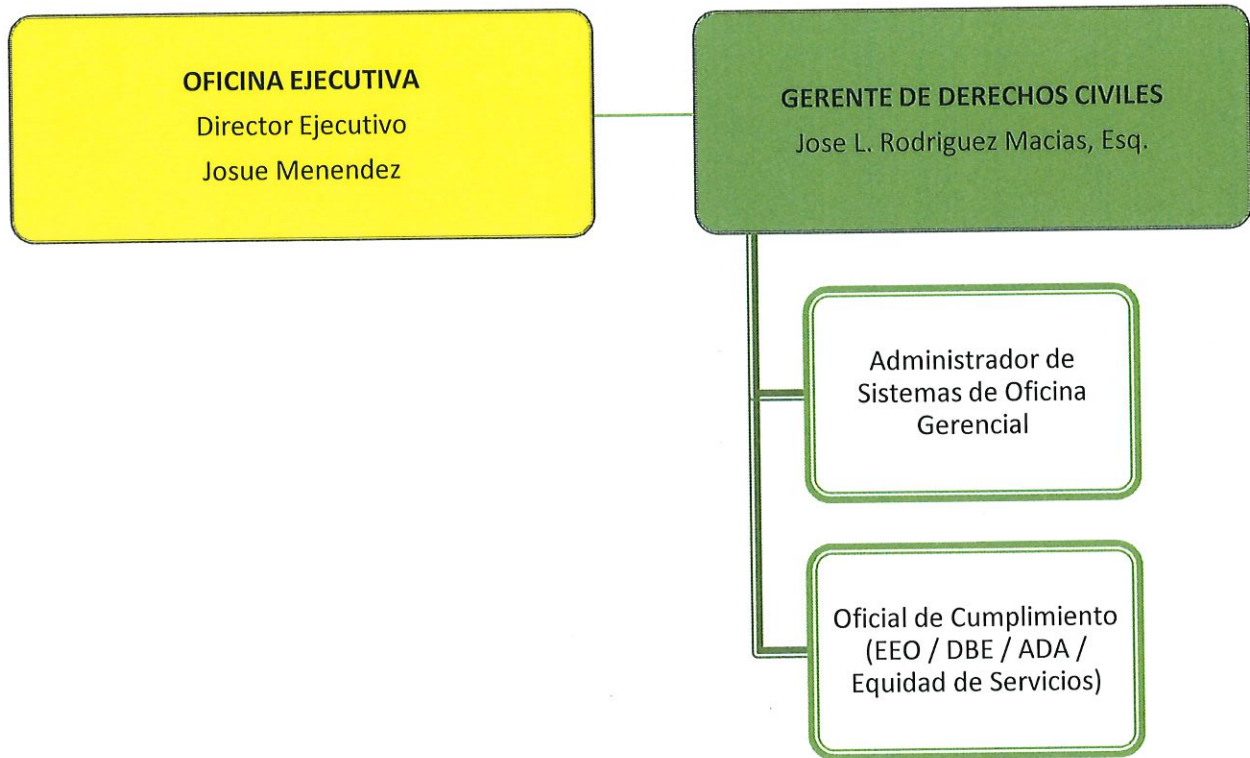 OFICINA EJECUTIVA
Director Ejecutivo
Josue Menendez
GERENTE DE DERECHOS CIVILES
Jose L. Rodriguez Macias, Esq.
Administrador de
Sistemas de Oficina
Gerencial
Oficial de Cumplimiento
(EEO / DBE / ADA /
Equidad de Servicios)